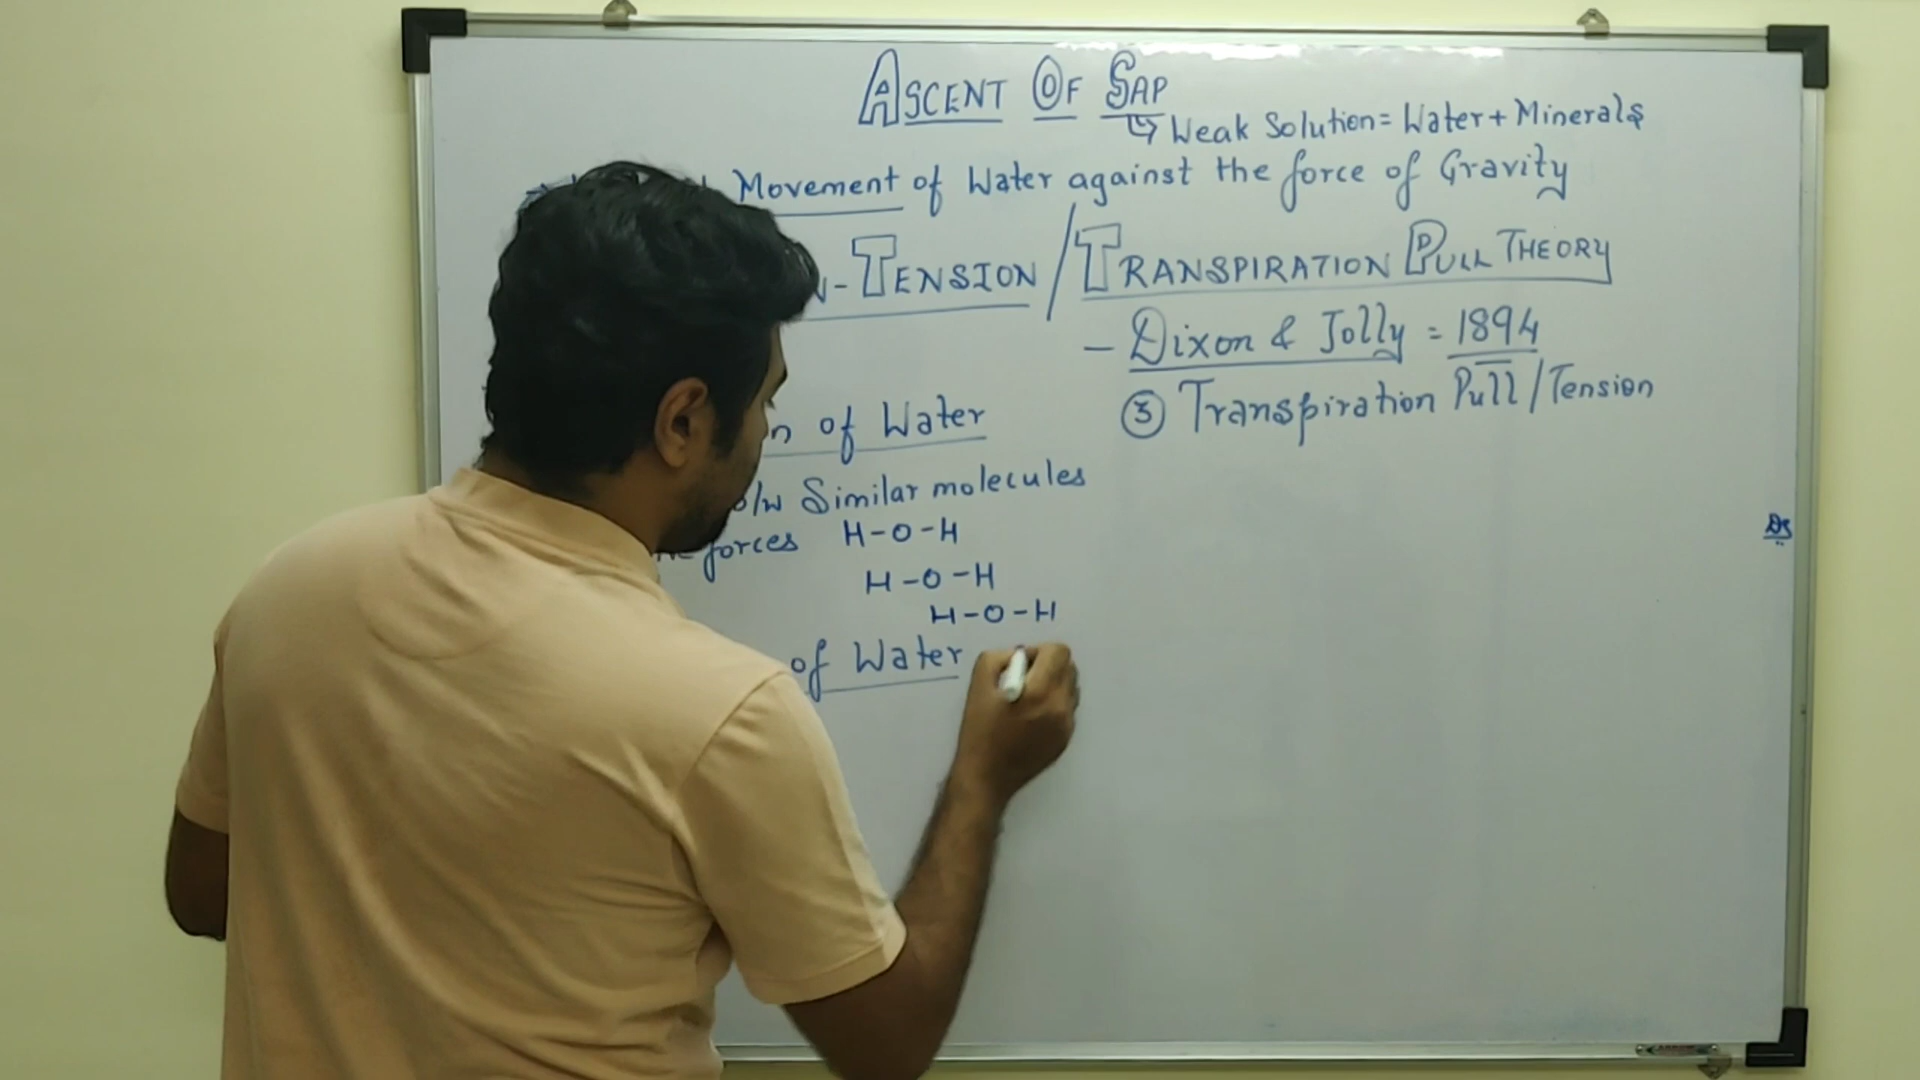 ASCENT OF SAP
↳ Weak Solution = Water + Minerals
Movement of Water against the force of Gravity
-TENSION / TRANSPIRATION PULL THEORY
- Dixon & Jolly = 1894
of Water
b/w Similar molecules
forces H-O-H
H-O-H
H-O-H
of Water
③ Transpiration Pull / Tension
Ds